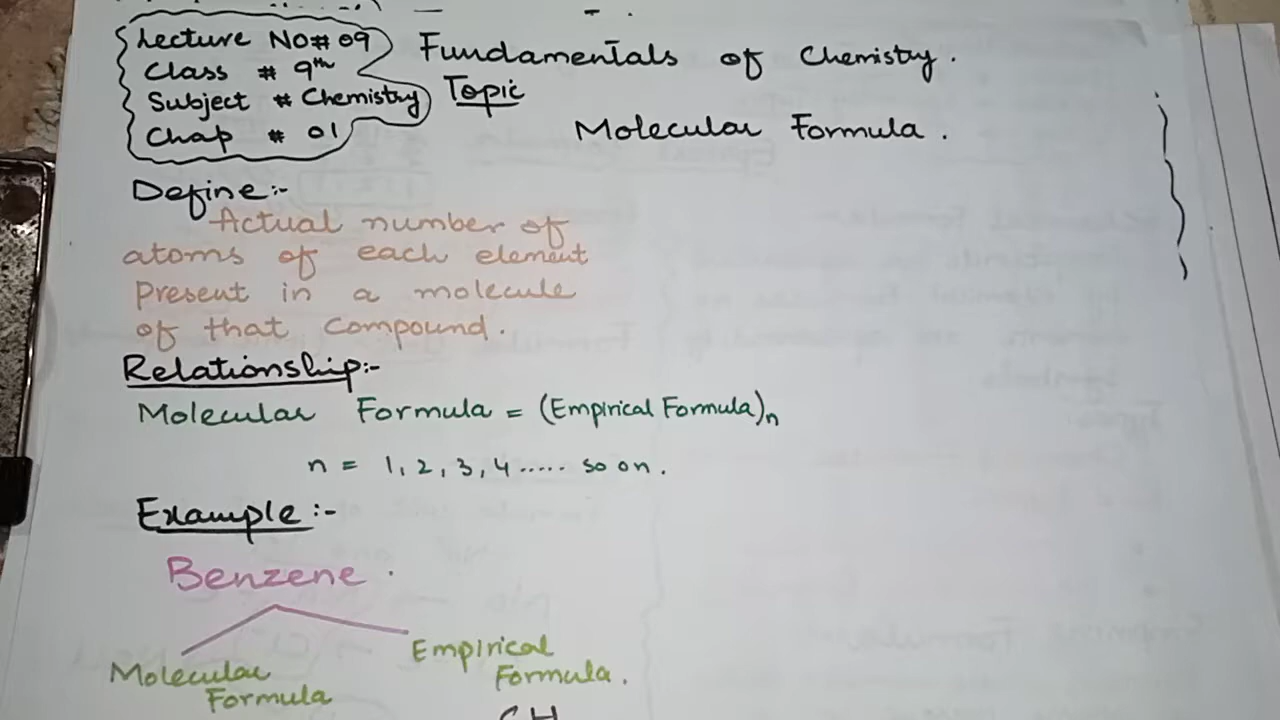 Lecture No# 09
Class # 9th
Subject # Chemistry
Chap # 01
Fundamentals of Chemistry.
Topic
Molecular Formula.
Define:-
Actual number of
atoms of each element
Present in a molecule
of that compound.
Relationship:-
Molecular Formula = (Empirical Formula)n
n = 1, 2, 3, 4 ..... so on.
Example:-
Benzene.
Molecular
Formula
Empirical
Formula.
CH